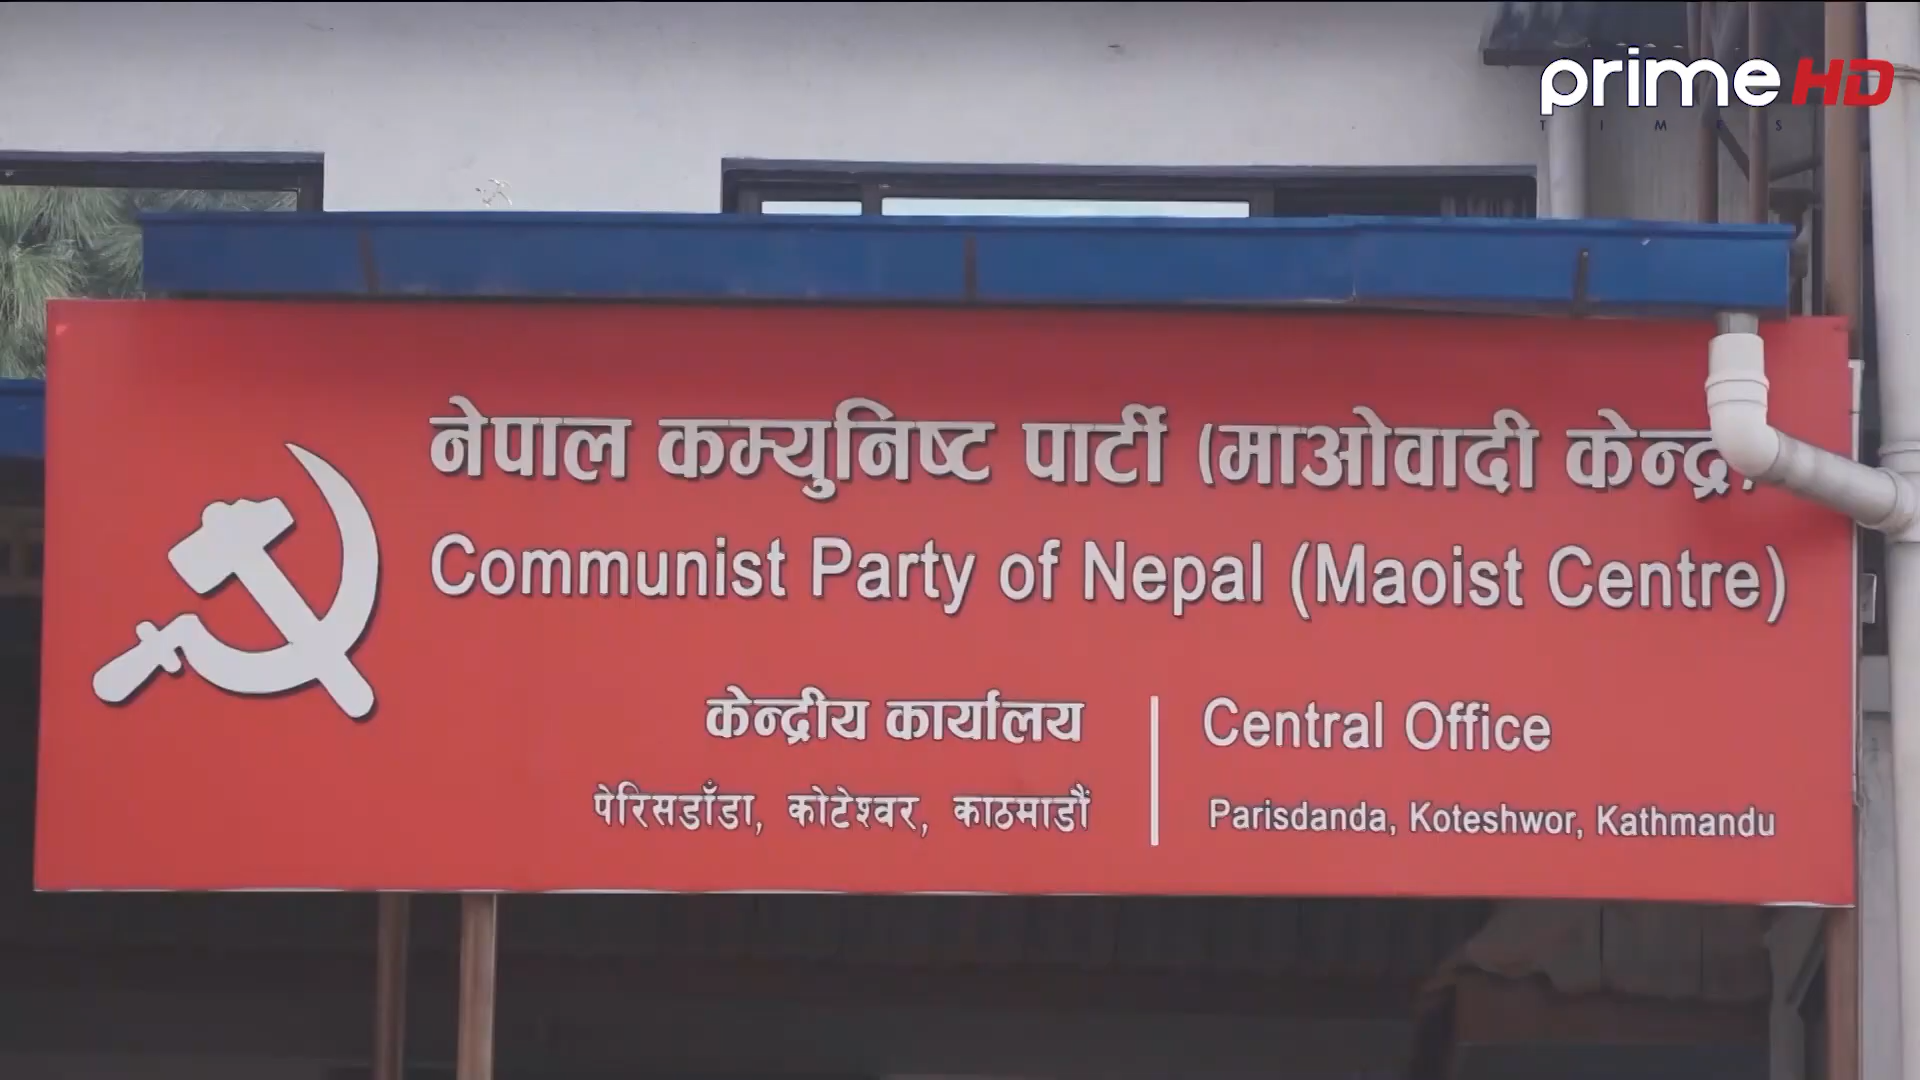 prime HD
TIMES
नेपाल कम्युनिष्ट पार्टी (माओवादी केन्द्र)
Communist Party of Nepal (Maoist Centre)
केन्द्रीय कार्यालय
पेरिसडाँडा, कोटेश्वर, काठमाडौं
Central Office
Parisdanda, Koteshwor, Kathmandu